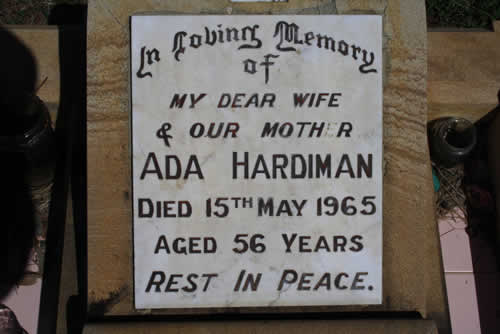 In Loving Memory
of
MY DEAR WIFE
& OUR MOTHER
ADA HARDIMAN
DIED 15TH MAY 1965
AGED 56 YEARS
REST IN PEACE.